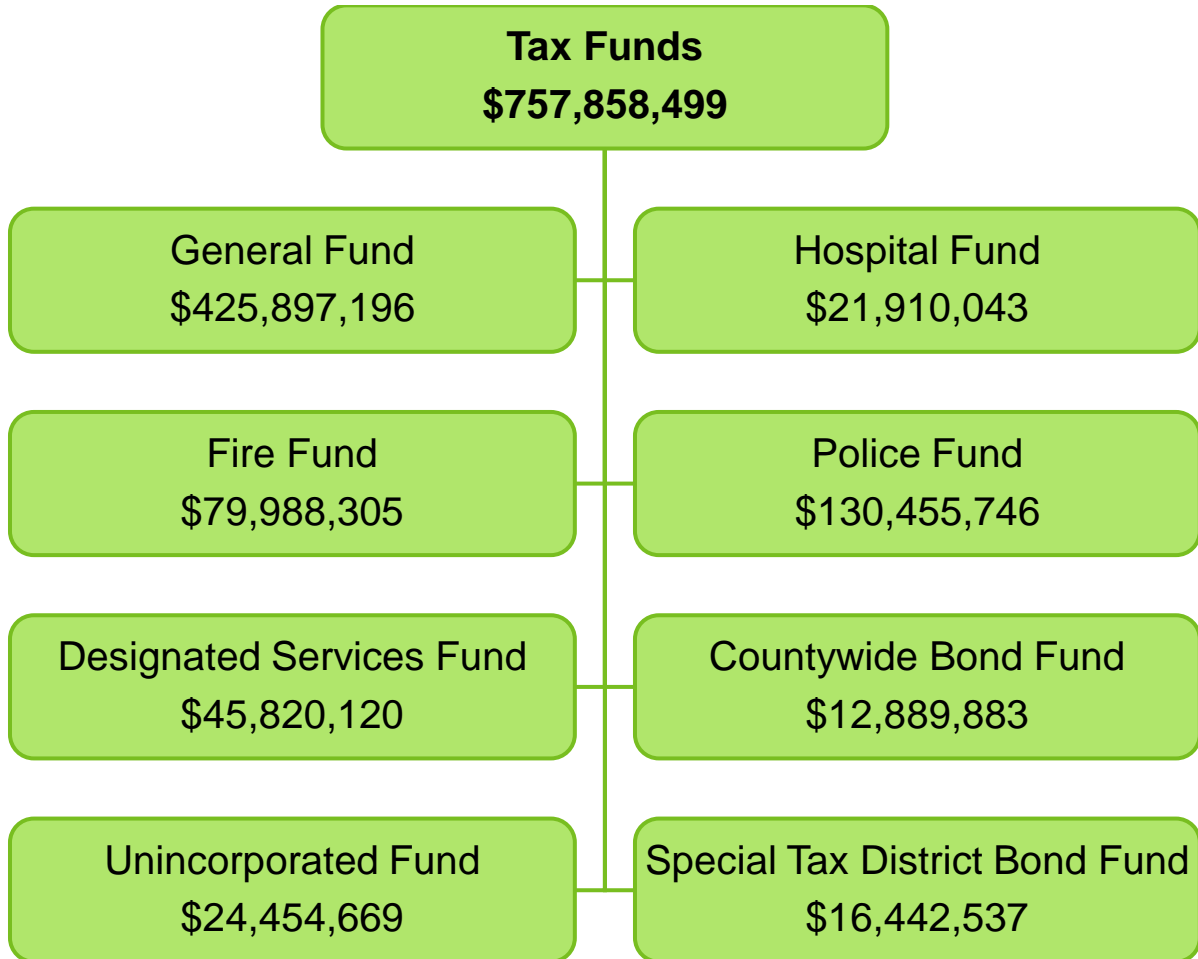 Tax Funds
$757,858,499
General Fund
$425,897,196
Hospital Fund
$21,910,043
Fire Fund
$79,988,305
Police Fund
$130,455,746
Designated Services Fund
$45,820,120
Countywide Bond Fund
$12,889,883
Unincorporated Fund
$24,454,669
Special Tax District Bond Fund
$16,442,537